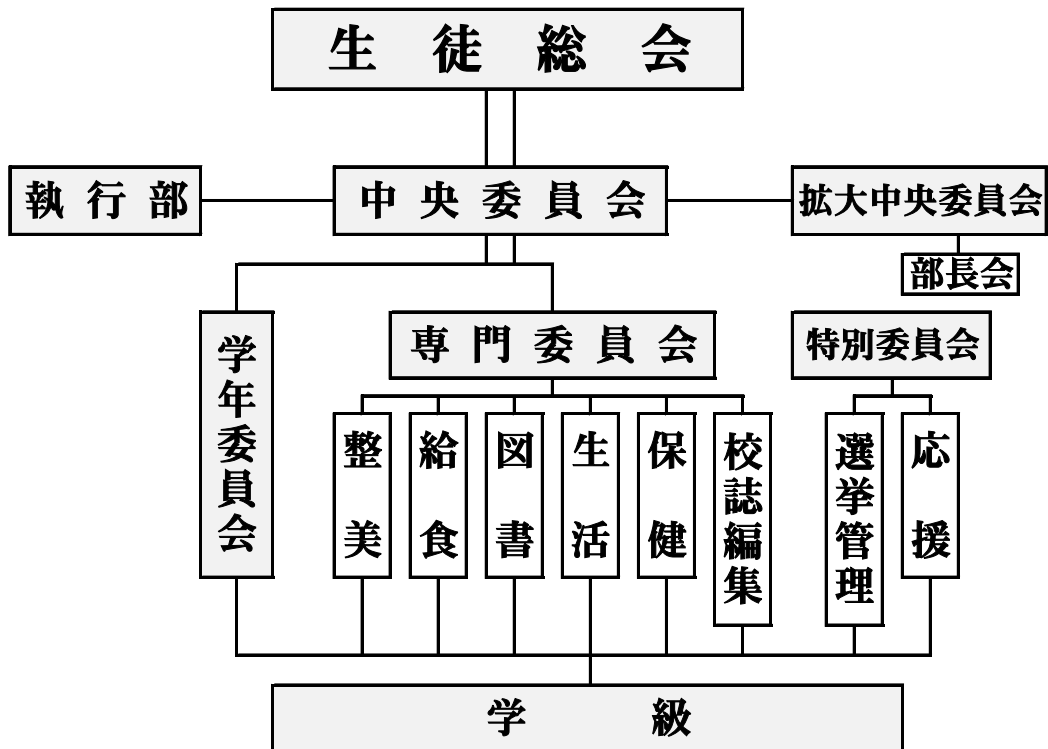 生徒総会
執行部
中央委員会
拡大中央委員会
部長会
学年委員会
専門委員会
特別委員会
整美
給食
図書
生活
保健
校誌編集
選挙管理
応援
学級